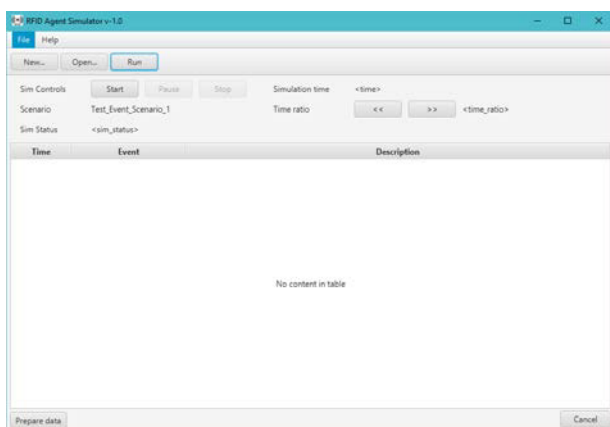 RFID Agent Simulator v-1.0
File Help
New... Open... Run
Sim Controls Start Pause Stop Simulation time <time>
Scenario Test_Event_Scenario_1 Time ratio << >> <time_ratio>
Sim Status <sim_status>
Time Event Description
No content in table
Prepare data Cancel